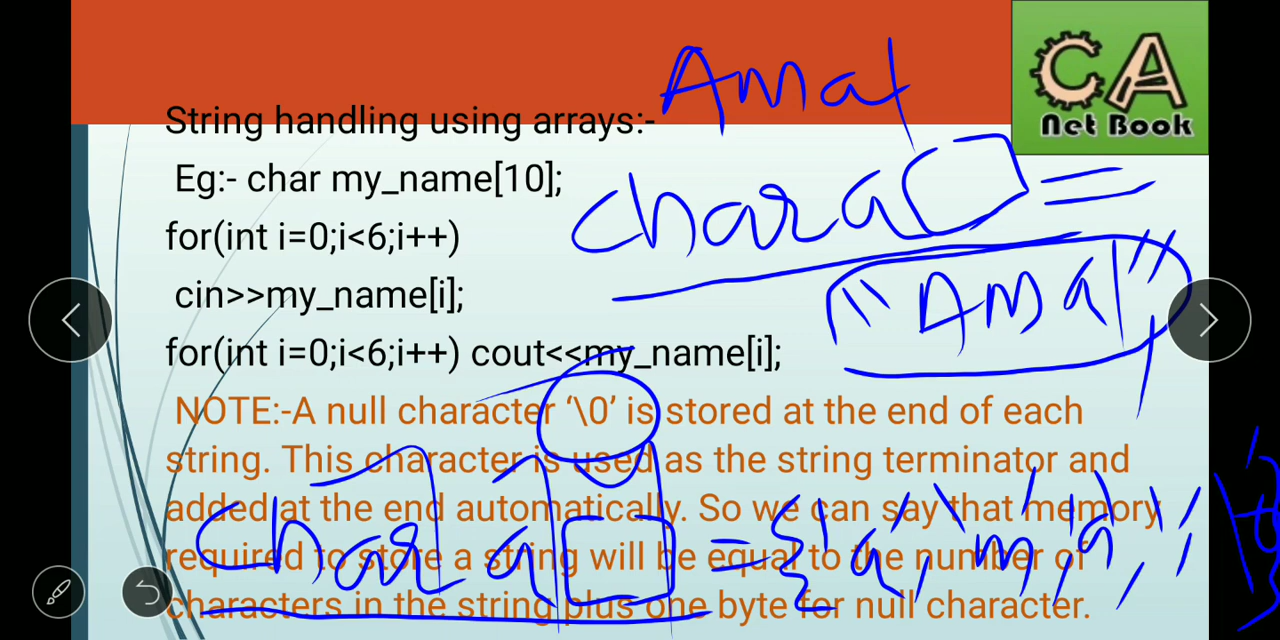 Amal
CA
Net Book
String handling using arrays:-
Eg:- char my_name[10];
char a[] =
for(int i=0;i<6;i++)
cin>>my_name[i];
"Amal"
for(int i=0;i<6;i++) cout<<my_name[i];
NOTE:-A null character ‘\0’ is stored at the end of each
string. This character is used as the string terminator and
added at the end automatically. So we can say that memory
required to store a string will be equal to the number of
characters in the string plus one byte for null character.
char a[] = {'a', 'm', 'a',